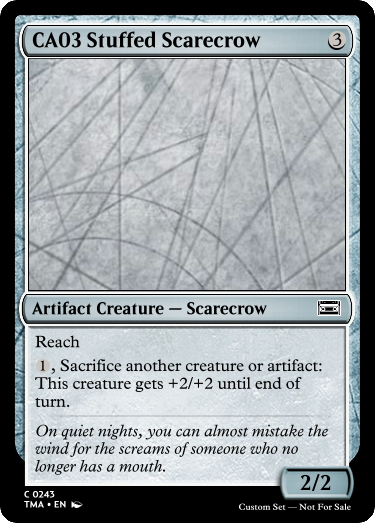 CA03 Stuffed Scarecrow
3
Artifact Creature — Scarecrow
Reach
1, Sacrifice another creature or artifact:
This creature gets +2/+2 until end of
turn.
On quiet nights, you can almost mistake the
wind for the screams of someone who no
longer has a mouth.
2/2
C 0243
TMA • EN
Custom Set — Not For Sale